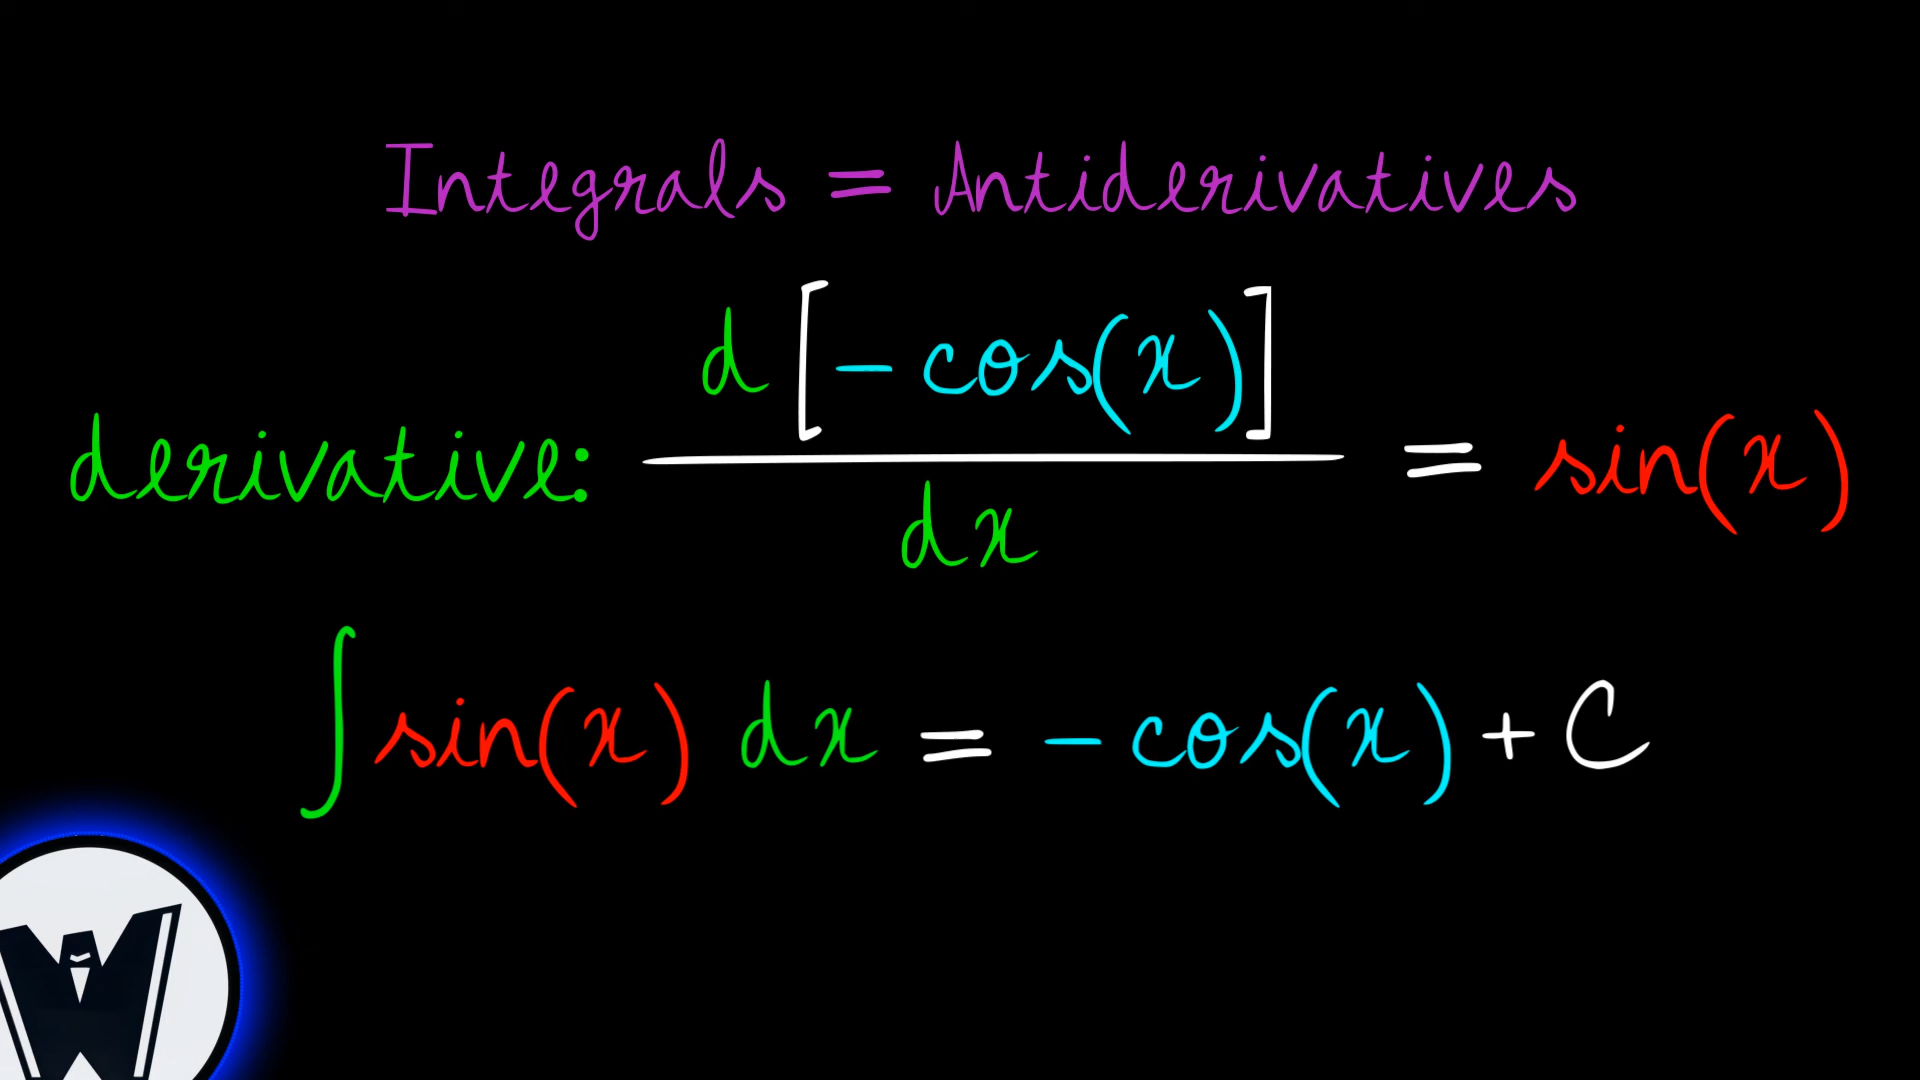 Integrals = Antiderivatives
derivative: d[-cos(x)]/dx = sin(x)
∫sin(x) dx = -cos(x) + C
W